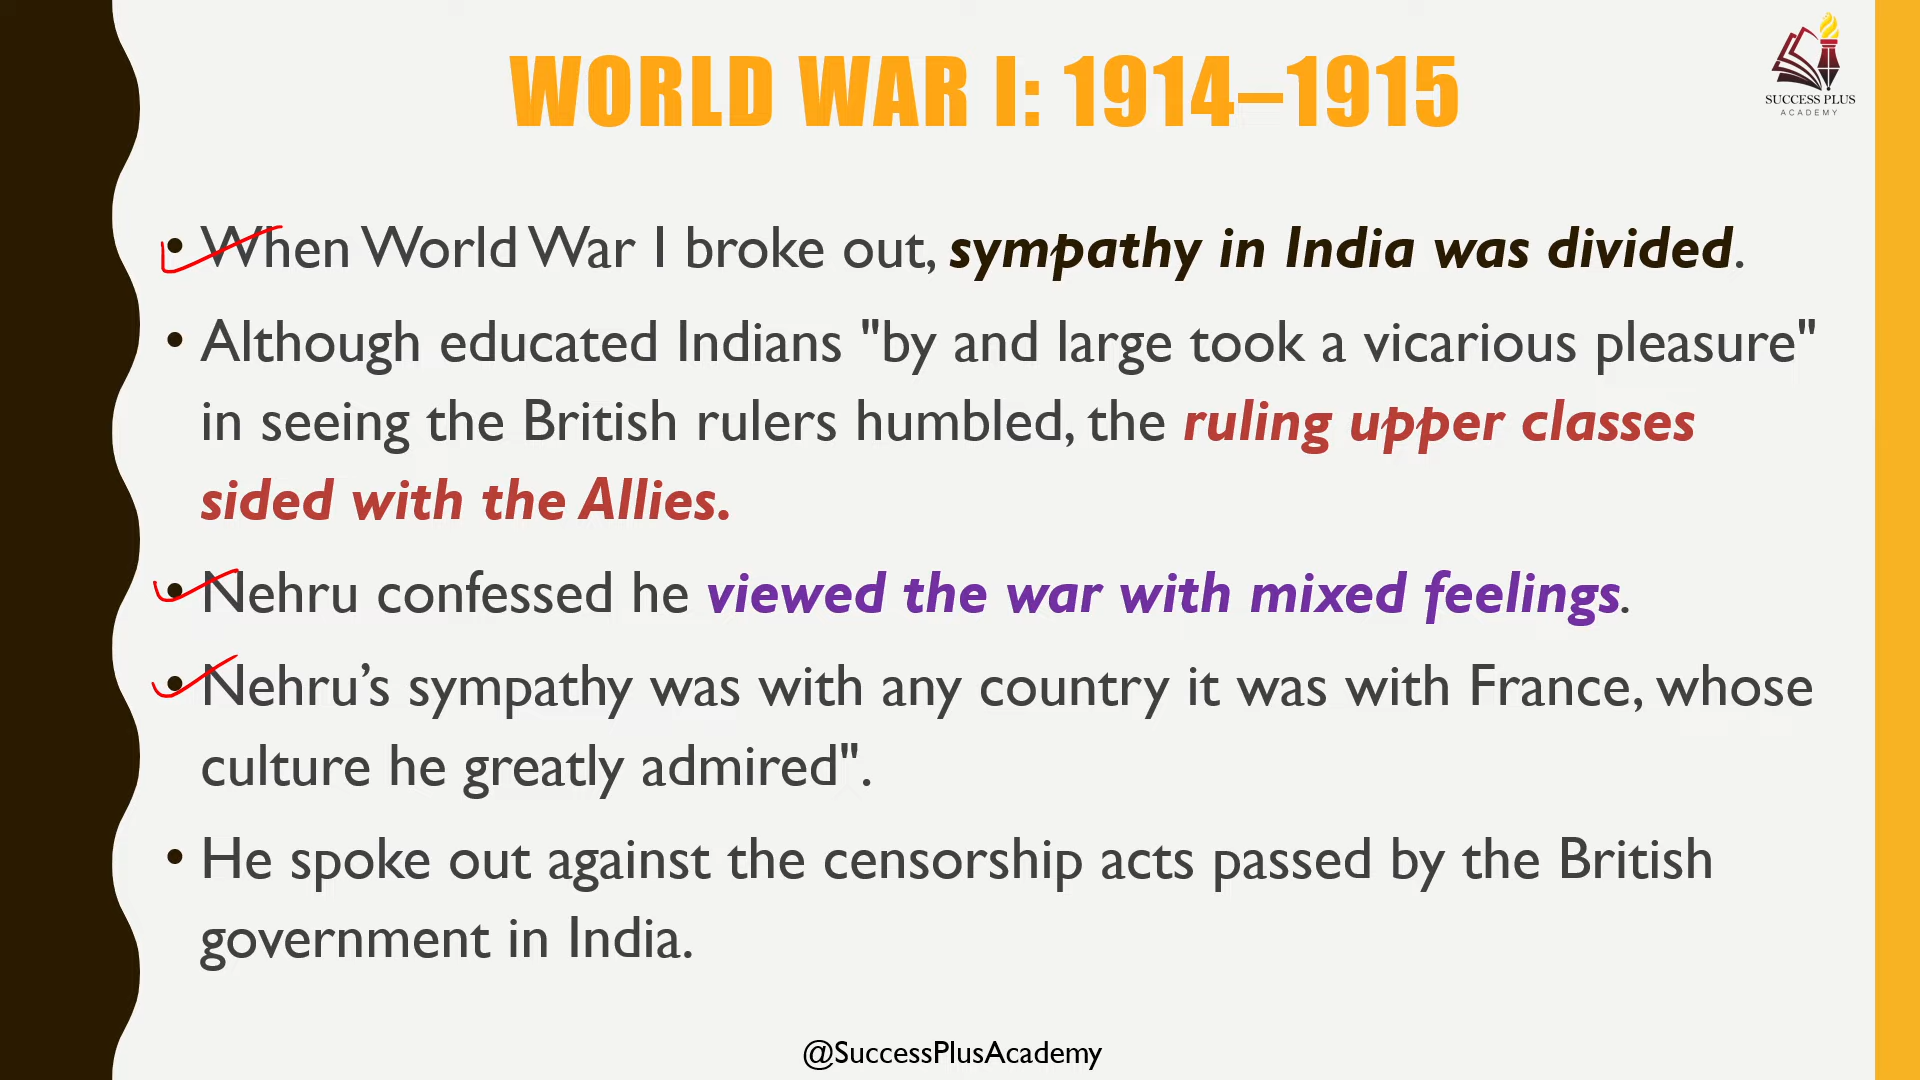 WORLD WAR I: 1914–1915
SUCCESS PLUS
ACADEMY
• When World War I broke out, sympathy in India was divided.
• Although educated Indians "by and large took a vicarious pleasure"
in seeing the British rulers humbled, the ruling upper classes
sided with the Allies.
• Nehru confessed he viewed the war with mixed feelings.
• Nehru’s sympathy was with any country it was with France, whose
culture he greatly admired".
• He spoke out against the censorship acts passed by the British
government in India.
@SuccessPlusAcademy